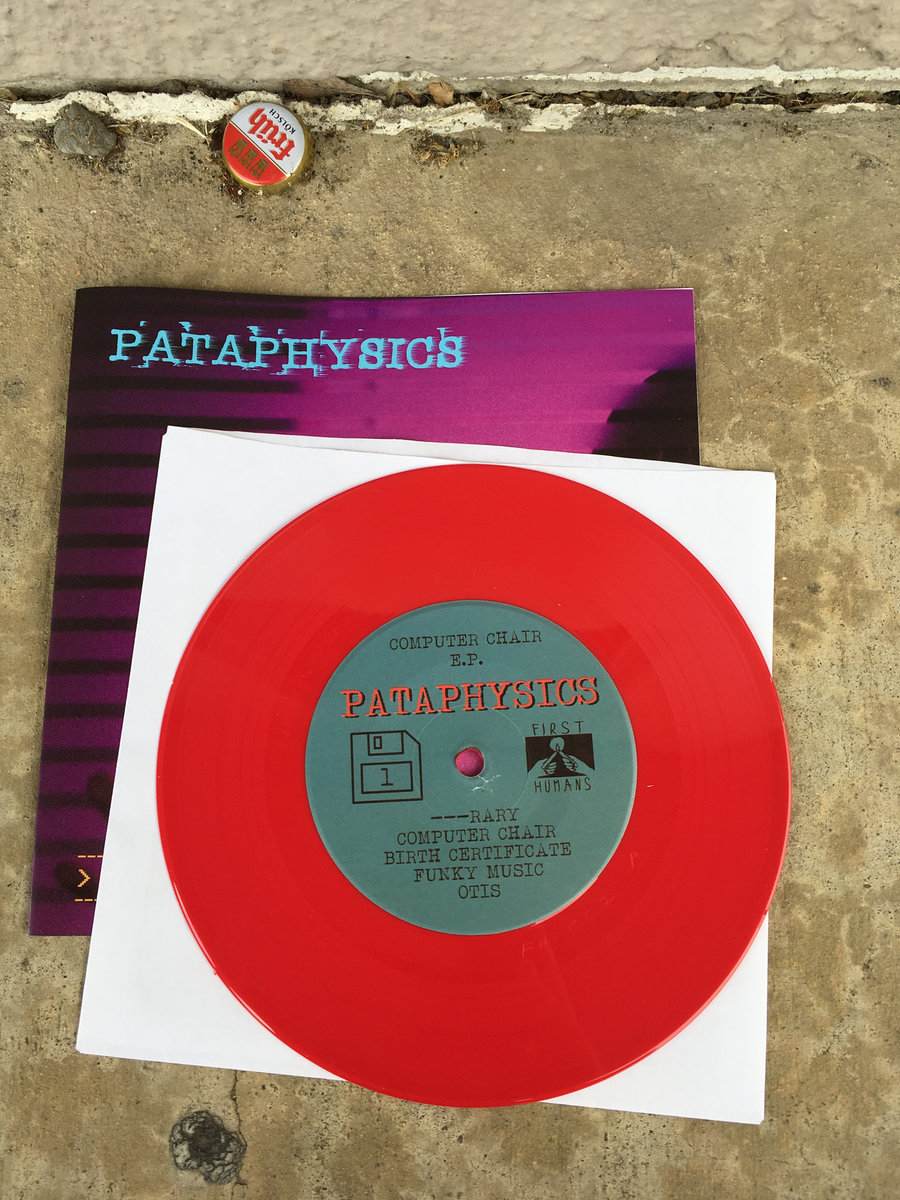 früh
KÖLSCH
PATAPHYSICS
COMPUTER CHAIR
E.P.
PATAPHYSICS
1
FIRST
HUMANS
---RARY
COMPUTER CHAIR
BIRTH CERTIFICATE
FUNKY MUSIC
OTIS
>